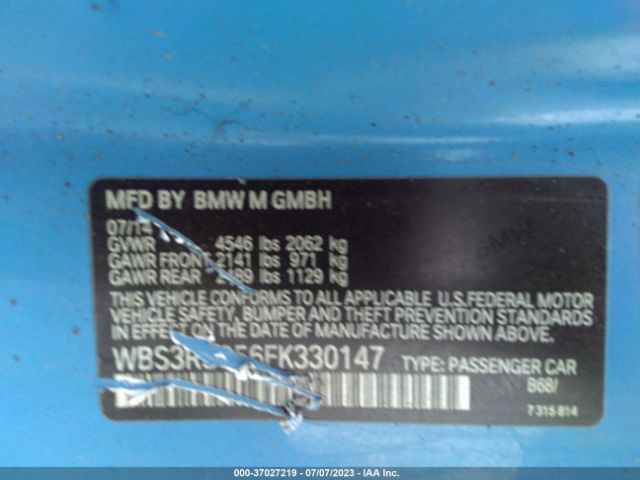 MFD BY BMW M GMBH
07/14
GVWR 4546 lbs 2062 kg
GAWR FRONT 2141 lbs 971 kg
GAWR REAR lbs 1129 kg
THIS VEHICLE CONFORMS TO ALL APPLICABLE U.S.FEDERAL MOTOR
VEHICLE SAFETY, BUMPER AND THEFT PREVENTION STANDARDS
IN EFFECT ON THE DATE OF MANUFACTURE SHOWN ABOVE.
TYPE: PASSENGER CAR
B68/
7 315 814
000-37027219 - 07/07/2023 - IAA Inc.